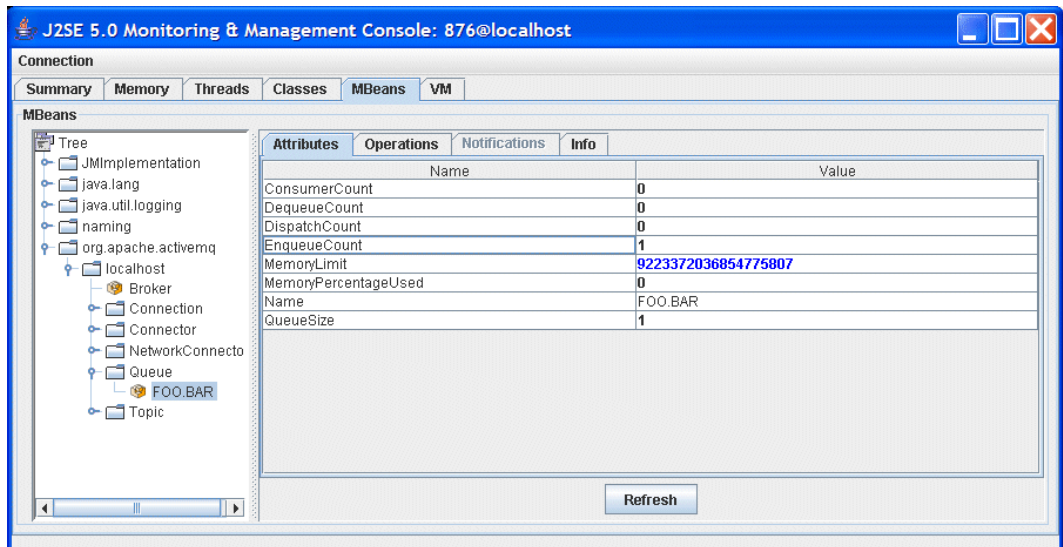 J2SE 5.0 Monitoring & Management Console: 876@localhost
Connection
Summary Memory Threads Classes MBeans VM
MBeans
Tree
JMImplementation
java.lang
java.util.logging
naming
org.apache.activemq
localhost
Broker
Connection
Connector
NetworkConnecto
Queue
FOO.BAR
Topic
Attributes Operations Notifications Info
Name Value
ConsumerCount 0
DequeueCount 0
DispatchCount 0
EnqueueCount 1
MemoryLimit 9223372036854775807
MemoryPercentageUsed 0
Name FOO.BAR
QueueSize 1
Refresh